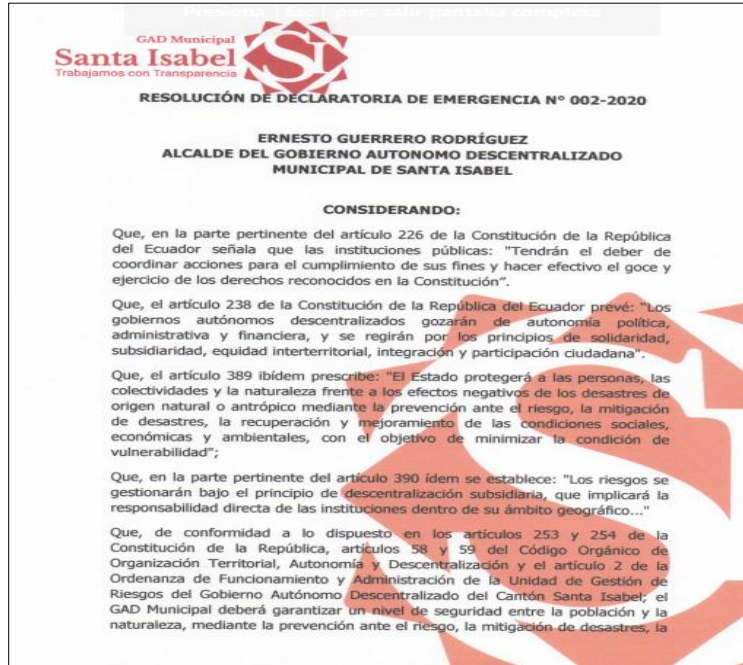 Presiona Esc para salir pantalla completa
GAD Municipal
Santa Isabel
Trabajamos con Transparencia
SI
RESOLUCIÓN DE DECLARATORIA DE EMERGENCIA N° 002-2020
ERNESTO GUERRERO RODRÍGUEZ
ALCALDE DEL GOBIERNO AUTONOMO DESCENTRALIZADO
MUNICIPAL DE SANTA ISABEL
CONSIDERANDO:
Que, en la parte pertinente del artículo 226 de la Constitución de la República
del Ecuador señala que las instituciones públicas: "Tendrán el deber de
coordinar acciones para el cumplimiento de sus fines y hacer efectivo el goce y
ejercicio de los derechos reconocidos en la Constitución".
Que, el artículo 238 de la Constitución de la República del Ecuador prevé: "Los
gobiernos autónomos descentralizados gozarán de autonomía política,
administrativa y financiera, y se regirán por los principios de solidaridad,
subsidiaridad, equidad interterritorial, integración y participación ciudadana".
Que, el artículo 389 ibídem prescribe: "El Estado protegerá a las personas, las
colectividades y la naturaleza frente a los efectos negativos de los desastres de
origen natural o antrópico mediante la prevención ante el riesgo, la mitigación
de desastres, la recuperación y mejoramiento de las condiciones sociales,
económicas y ambientales, con el objetivo de minimizar la condición de
vulnerabilidad";
Que, en la parte pertinente del artículo 390 ídem se establece: "Los riesgos se
gestionarán bajo el principio de descentralización subsidiaria, que implicará la
responsabilidad directa de las instituciones dentro de su ámbito geográfico..."
Que, de conformidad a lo dispuesto en los artículos 253 y 254 de la
Constitución de la República, artículos 58 y 59 del Código Orgánico de
Organización Territorial, Autonomía y Descentralización y el artículo 2 de la
Ordenanza de Funcionamiento y Administración de la Unidad de Gestión de
Riesgos del Gobierno Autónomo Descentralizado del Cantón Santa Isabel; el
GAD Municipal deberá garantizar un nivel de seguridad entre la población y la
naturaleza, mediante la prevención ante el riesgo, la mitigación de desastres, la